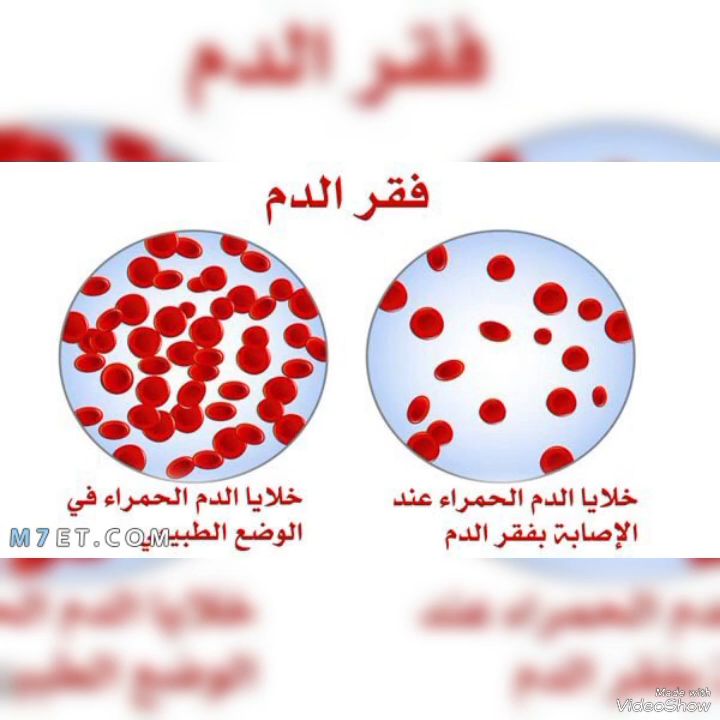 فقر الدم
خلايا الدم الحمراء عند
الإصابة بفقر الدم
خلايا الدم الحمراء في
الوضع الطبيعي
M7ET.COM
Made with
VideoShow